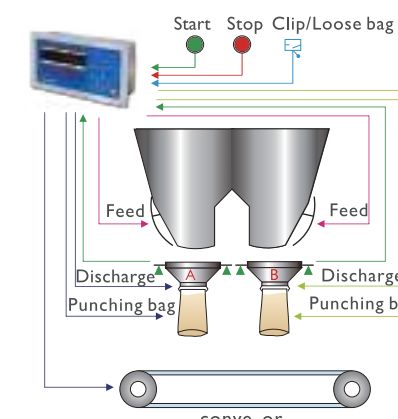 Start Stop Clip/Loose bag
Feed Feed
A B
Discharge Discharge
Punching bag Punching b